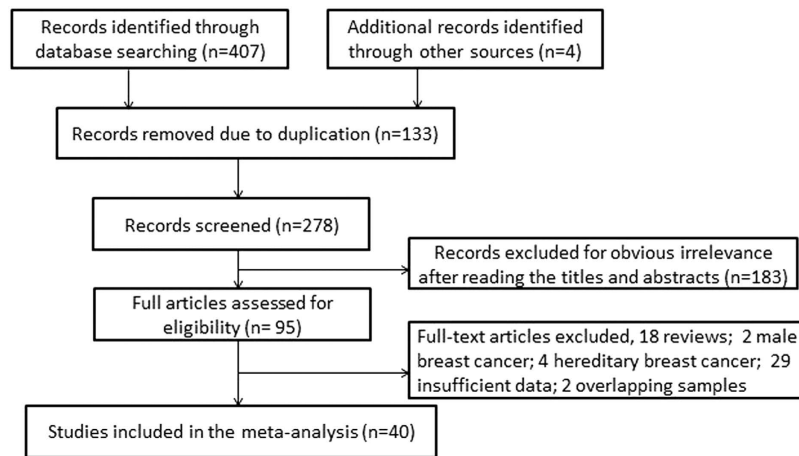 Records identified through
database searching (n=407)
Additional records identified
through other sources (n=4)
Records removed due to duplication (n=133)
Records screened (n=278)
Records excluded for obvious irrelevance
after reading the titles and abstracts (n=183)
Full articles assessed for
eligibility (n= 95)
Full-text articles excluded, 18 reviews; 2 male
breast cancer; 4 hereditary breast cancer; 29
insufficient data; 2 overlapping samples
Studies included in the meta-analysis (n=40)